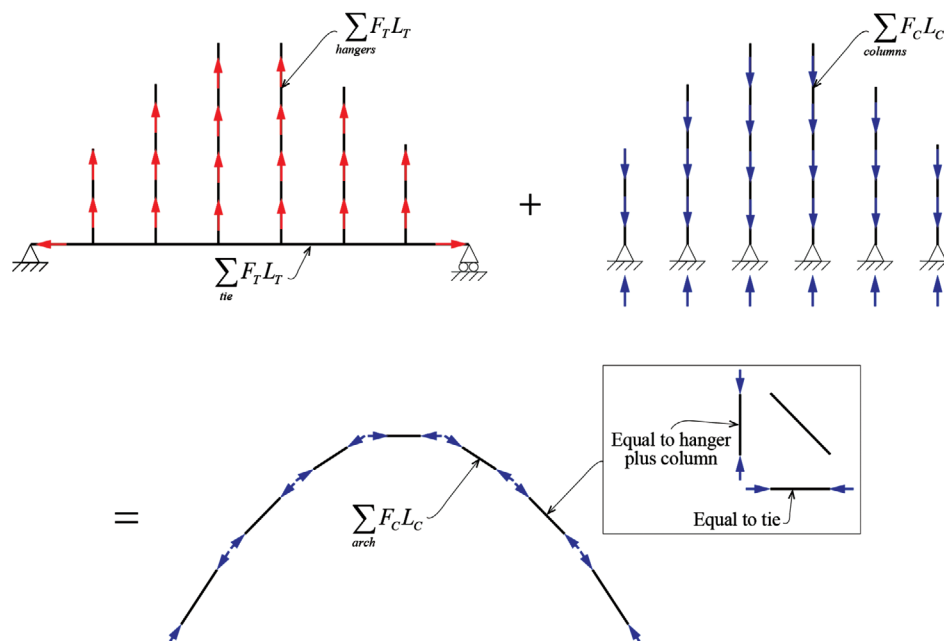 ∑ F_T L_T
hangers
∑ F_C L_C
columns
+
∑ F_T L_T
tie
=
∑ F_C L_C
arch
Equal to hanger
plus column
Equal to tie